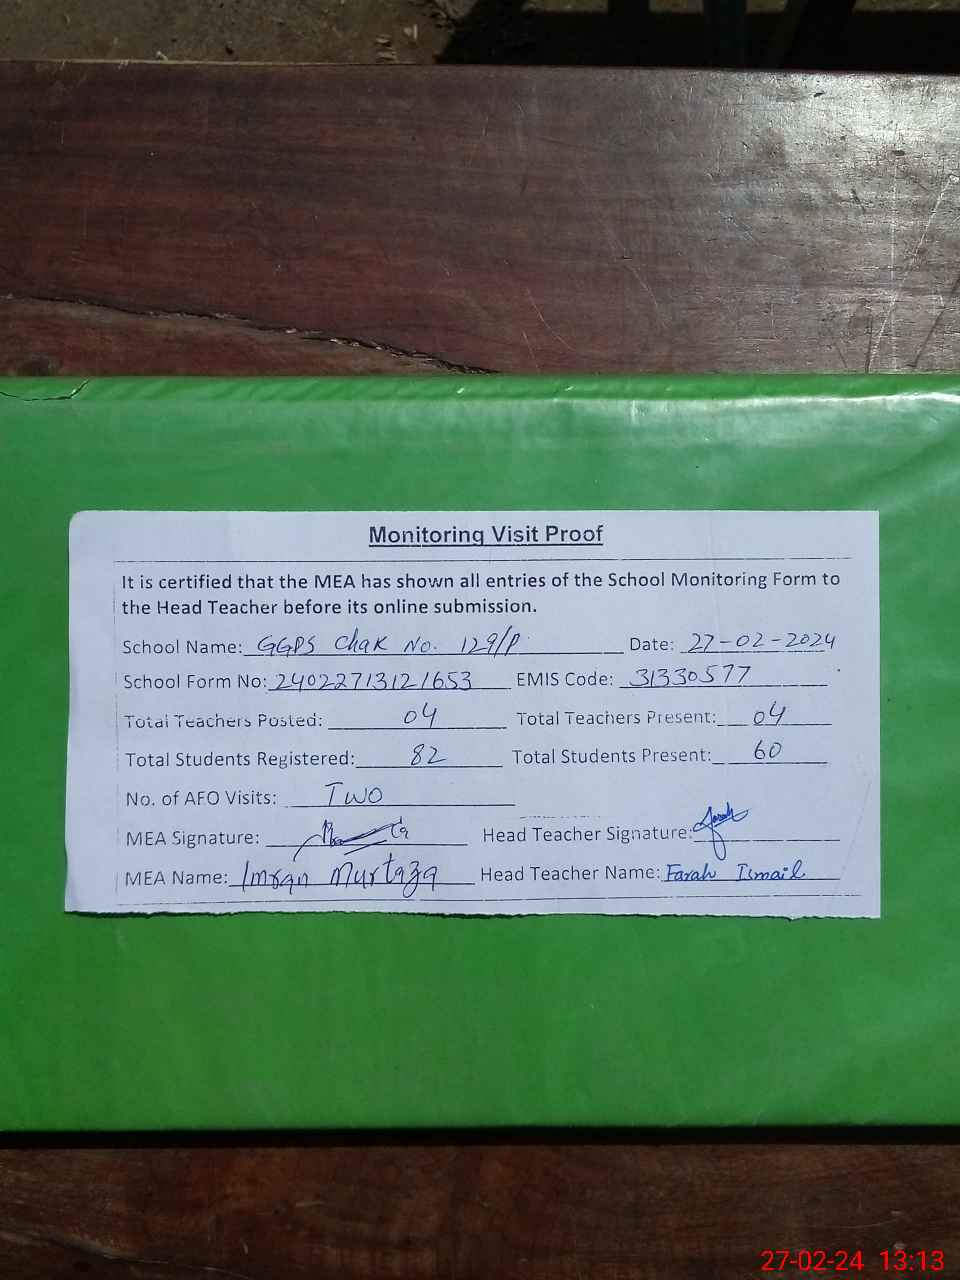 Monitoring Visit Proof
It is certified that the MEA has shown all entries of the School Monitoring Form to
the Head Teacher before its online submission.
School Name: GGPS Chak No. 129/P. Date: 27-02-2024
School Form No: 24022713121653 EMIS Code: 31330577
Total Teachers Posted: 04 Total Teachers Present: 04
Total Students Registered: 82 Total Students Present: 60
No. of AFO Visits: Two
MEA Signature: Head Teacher Signature: Farah
MEA Name: Imran Murtaza Head Teacher Name: Farah Ismail
27-02-24 13:13